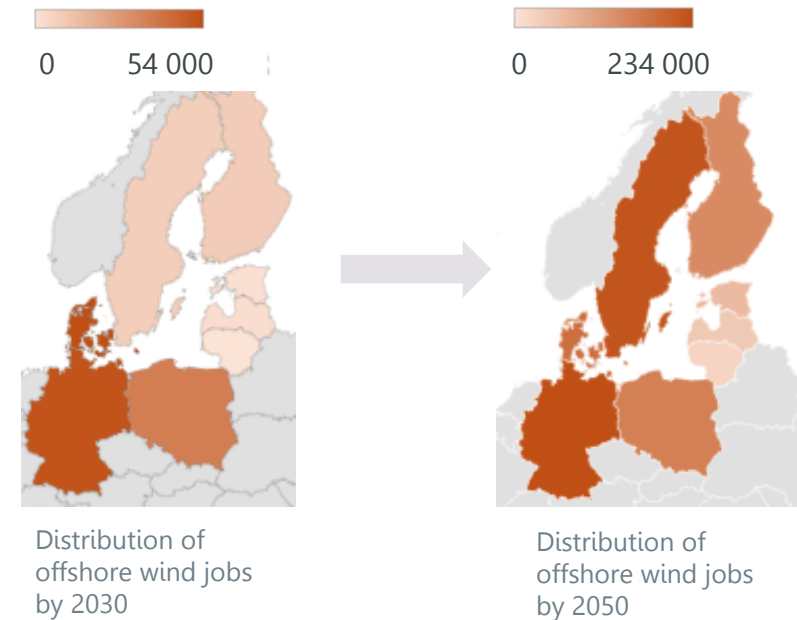 0 54 000
0 234 000
Distribution of
offshore wind jobs
by 2030
Distribution of
offshore wind jobs
by 2050